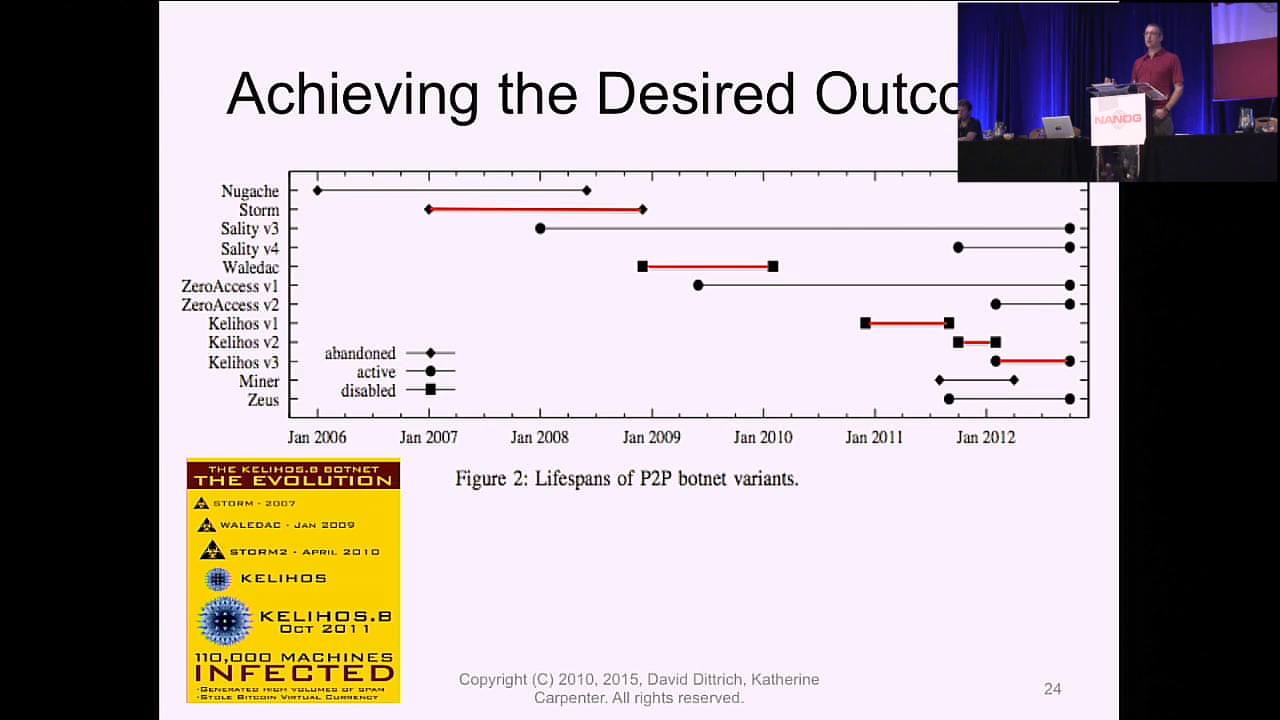 Achieving the Desired Outco
NANOG
Nugache
Storm
Sality v3
Sality v4
Waledac
ZeroAccess v1
ZeroAccess v2
Kelihos v1
Kelihos v2
Kelihos v3
Miner
Zeus
abandoned
active
disabled
Jan 2006 Jan 2007 Jan 2008 Jan 2009 Jan 2010 Jan 2011 Jan 2012
Figure 2: Lifespans of P2P botnet variants.
THE KELIHOS.B BOTNET
THE EVOLUTION
STORM - 2007
WALEDAC - JAN 2009
STORM2 - APRIL 2010
KELIHOS
KELIHOS.B
OCT 2011
110,000 MACHINES
INFECTED
-GENERATED HIGH VOLUMES OF SPAM
-STOLE BITCOIN VIRTUAL CURRENCY
Copyright (C) 2010, 2015, David Dittrich, Katherine
Carpenter. All rights reserved.
24